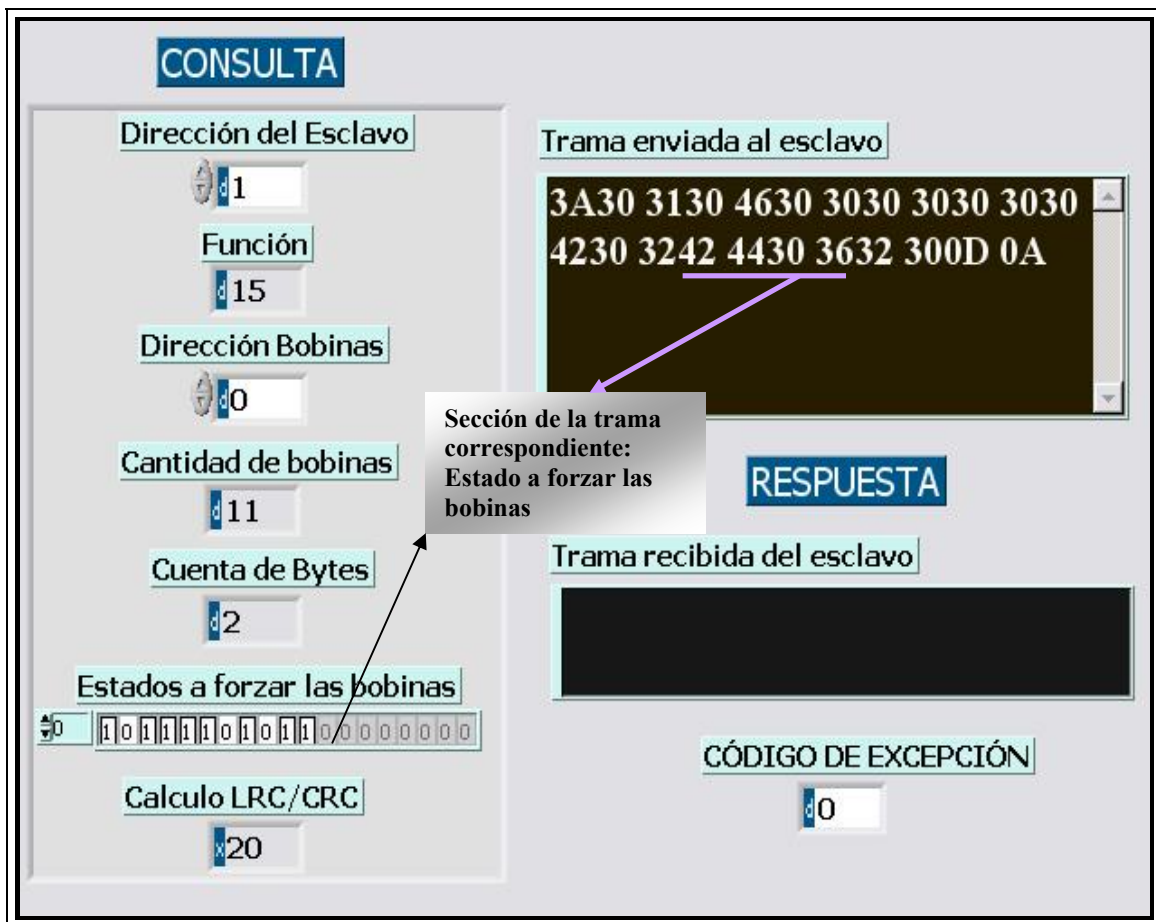 CONSULTA
Dirección del Esclavo
d 1
Función
d 15
Dirección Bobinas
d 0
Cantidad de bobinas
d 11
Cuenta de Bytes
d 2
Estados a forzar las bobinas
0 1 0 1 1 1 1 0 1 0 1 1 0 0 0 0 0 0 0 0
Calculo LRC/CRC
x 20
Trama enviada al esclavo
3A30 3130 4630 3030 3030 3030
4230 3242 4430 3632 300D 0A
Sección de la trama
correspondiente:
Estado a forzar las
bobinas
RESPUESTA
Trama recibida del esclavo
CÓDIGO DE EXCEPCIÓN
d 0